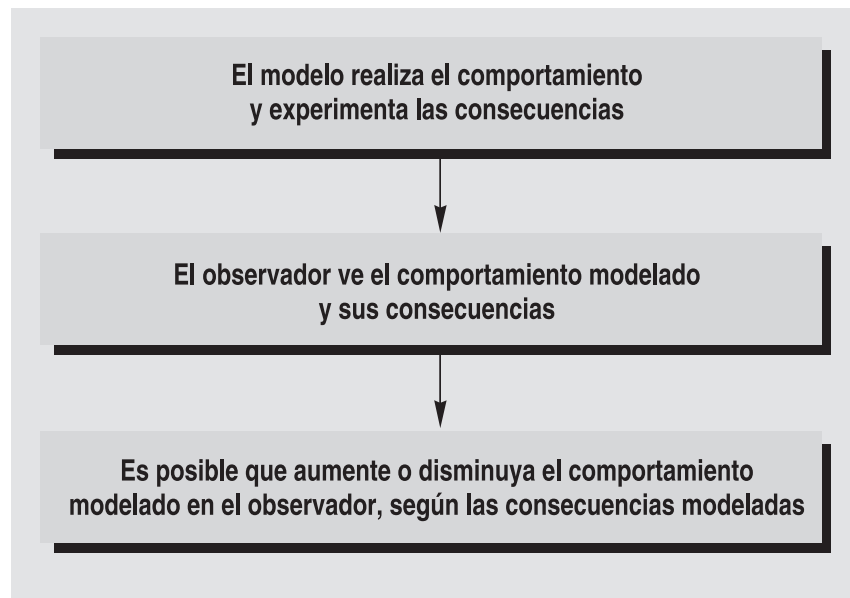 El modelo realiza el comportamiento
y experimenta las consecuencias
El observador ve el comportamiento modelado
y sus consecuencias
Es posible que aumente o disminuya el comportamiento
modelado en el observador, según las consecuencias modeladas